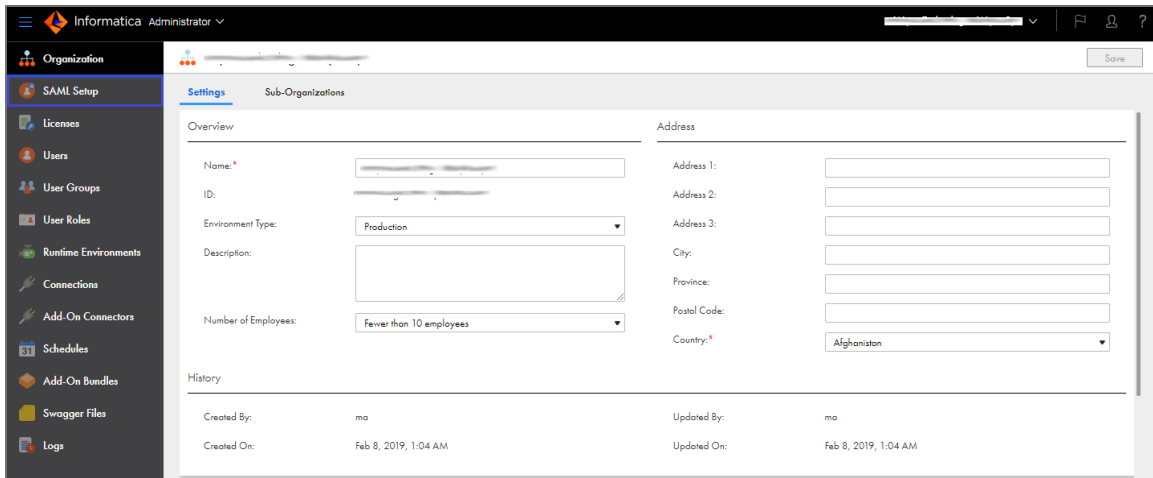 Informatica Administrator
?
Organization
Save
SAML Setup
Settings Sub-Organizations
Licenses
Users
User Groups
User Roles
Runtime Environments
Connections
Add-On Connectors
31 Schedules
Add-On Bundles
Swagger Files
Logs
Overview
Name:*
ID:
Environment Type: Production
Description:
Number of Employees: Fewer than 10 employees
Address
Address 1:
Address 2:
Address 3:
City:
Province:
Postal Code:
Country:* Afghanistan
History
Created By: ma Updated By: ma
Created On: Feb 8, 2019, 1:04 AM Updated On: Feb 8, 2019, 1:04 AM